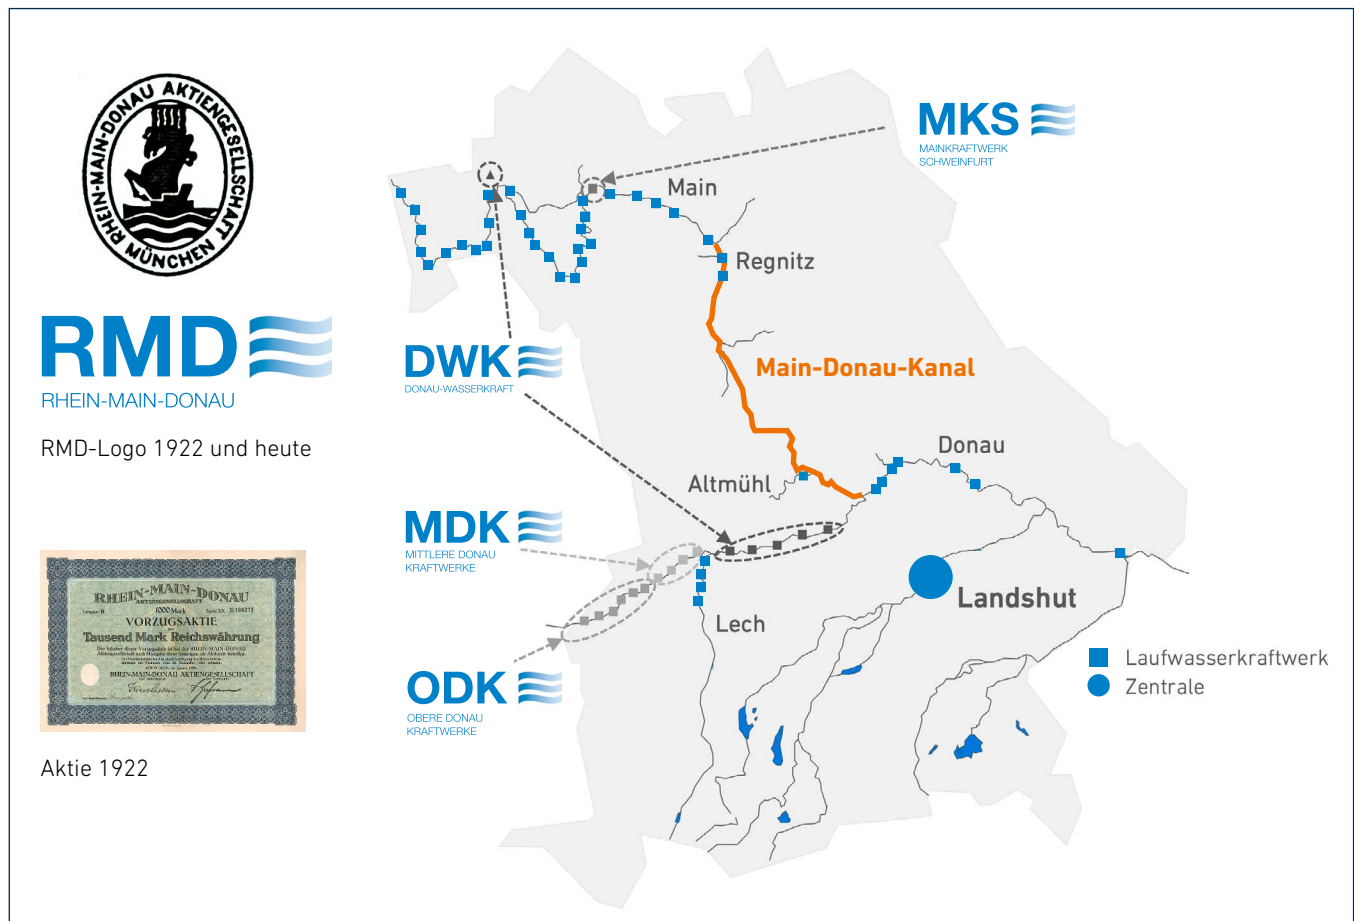 RHEIN-MAIN-DONAU AKTIENGESELLSCHAFT
MÜNCHEN
RMD
RHEIN-MAIN-DONAU
RMD-Logo 1922 und heute
RHEIN-MAIN-DONAU
AKTIENGESELLSCHAFT
1000 Mark
VORZUGSAKTIE
Tausend Mark Reichswährung
RHEIN-MAIN-DONAU AKTIENGESELLSCHAFT
Aktie 1922
MKS
MAINKRAFTWERK
SCHWEINFURT
Main
Regnitz
DWK
DONAU-WASSERKRAFT
Main-Donau-Kanal
Donau
Altmühl
MDK
MITTLERE DONAU
KRAFTWERKE
Landshut
Lech
ODK
OBERE DONAU
KRAFTWERKE
Laufwasserkraftwerk
Zentrale